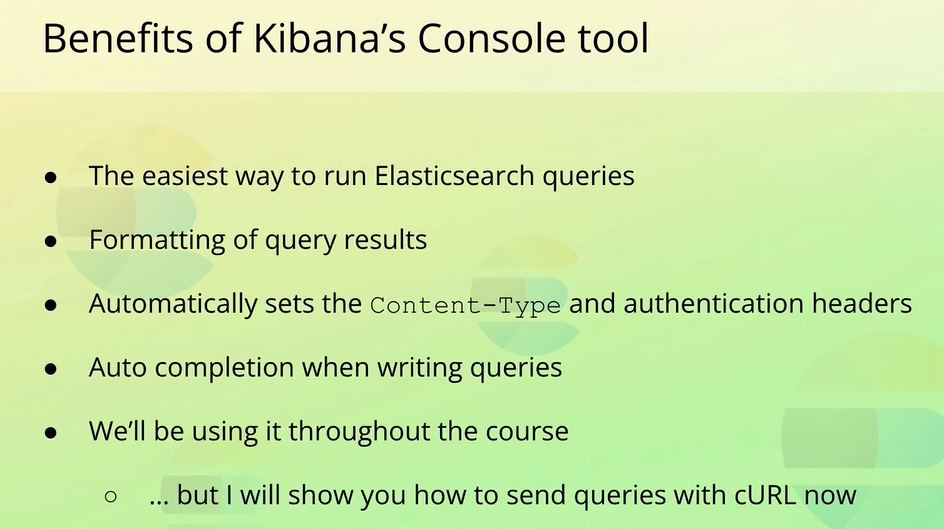 Benefits of Kibana’s Console tool
● The easiest way to run Elasticsearch queries
● Formatting of query results
● Automatically sets the Content-Type and authentication headers
● Auto completion when writing queries
● We’ll be using it throughout the course
○ ... but I will show you how to send queries with cURL now